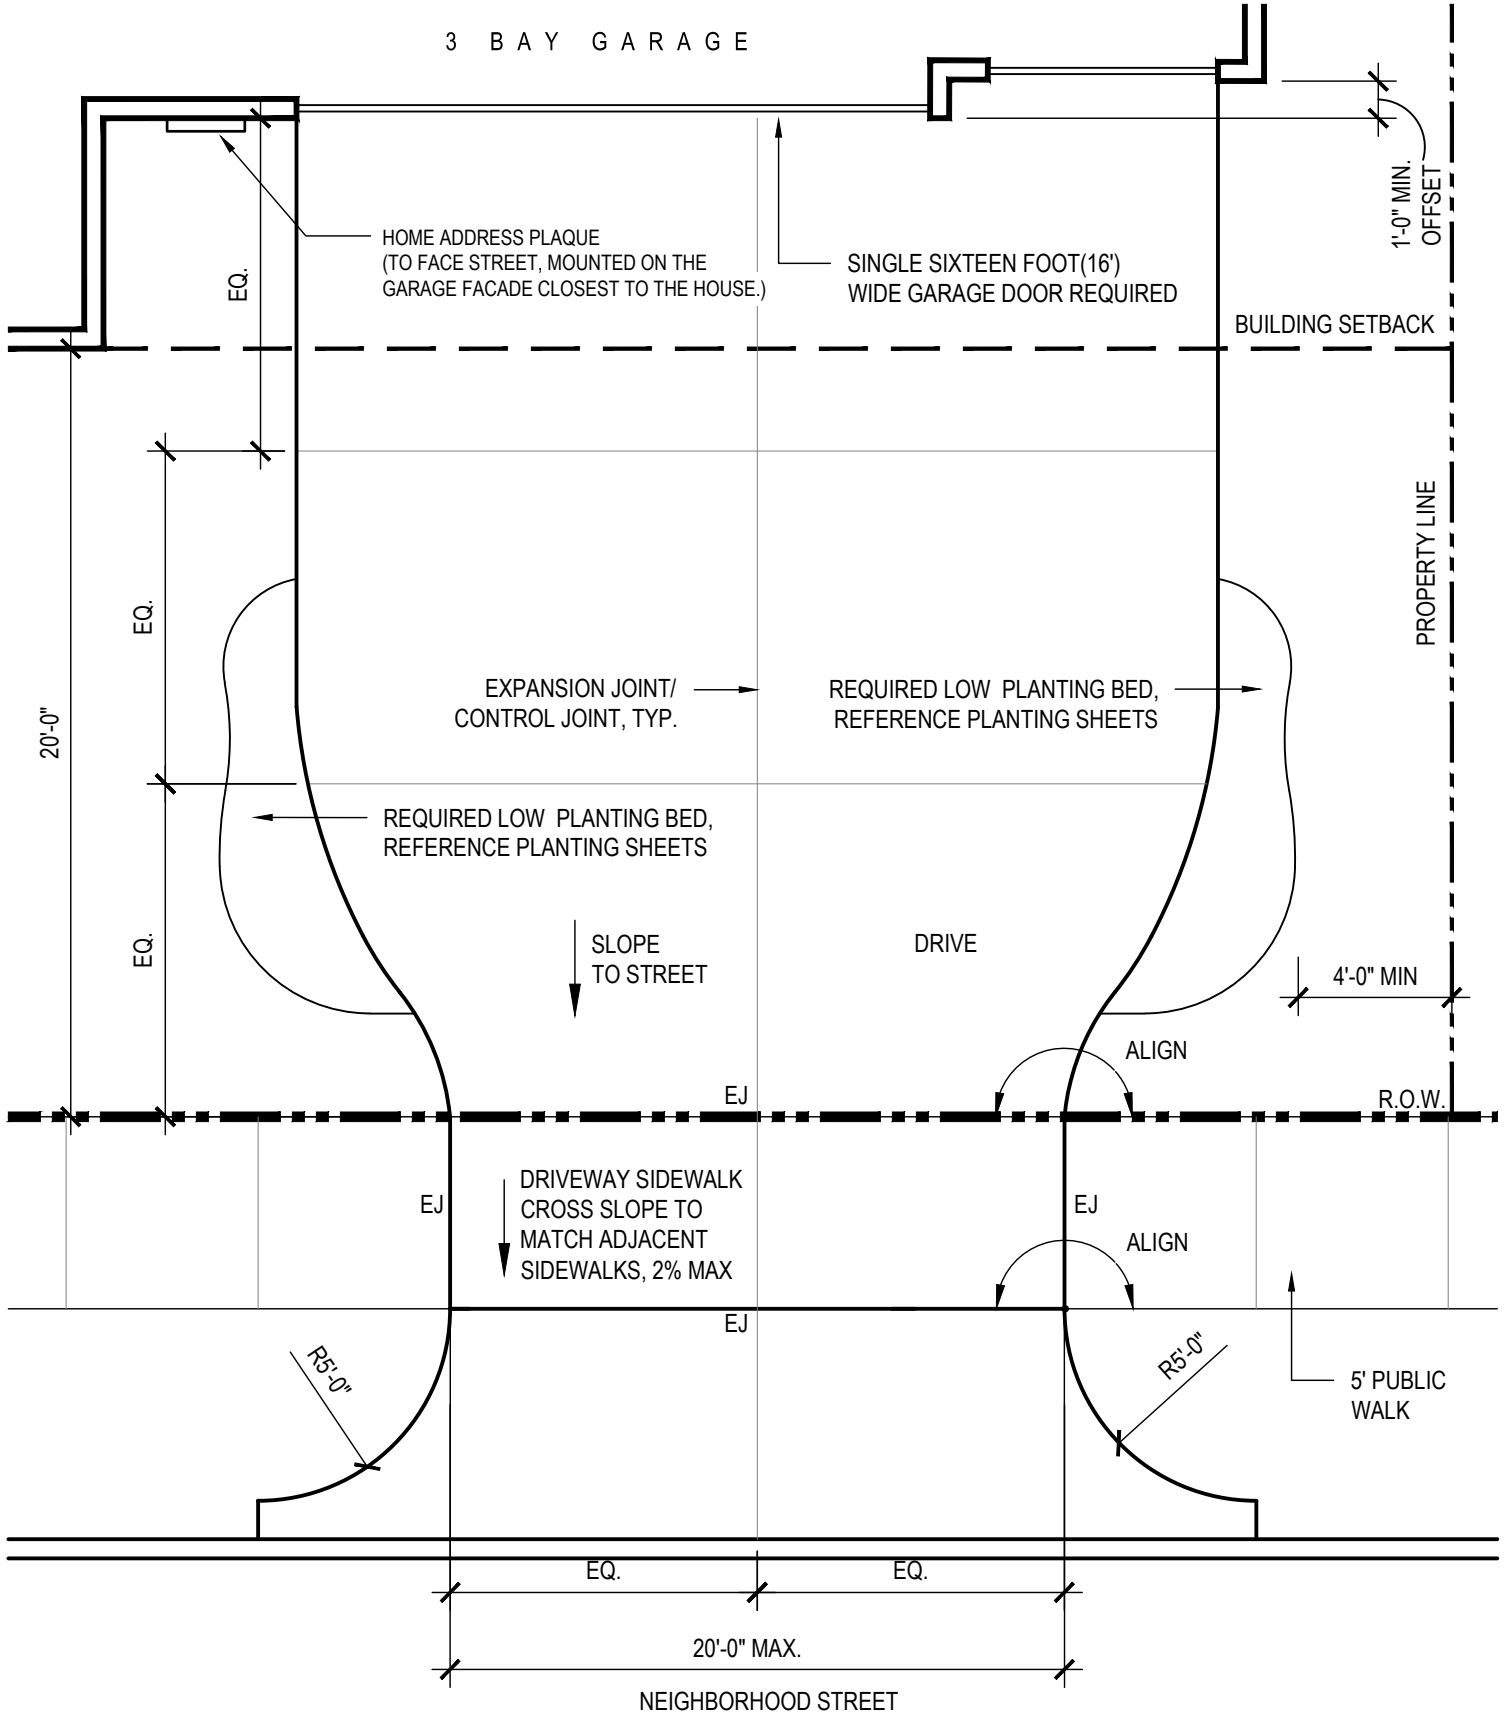 3 BAY GARAGE
1'-0" MIN.
OFFSET
HOME ADDRESS PLAQUE
(TO FACE STREET, MOUNTED ON THE
GARAGE FACADE CLOSEST TO THE HOUSE.)
SINGLE SIXTEEN FOOT(16')
WIDE GARAGE DOOR REQUIRED
EQ.
BUILDING SETBACK
PROPERTY LINE
EQ.
EXPANSION JOINT/
CONTROL JOINT, TYP.
REQUIRED LOW PLANTING BED,
REFERENCE PLANTING SHEETS
20'-0"
REQUIRED LOW PLANTING BED,
REFERENCE PLANTING SHEETS
EQ.
SLOPE
TO STREET
DRIVE
4'-0" MIN
ALIGN
EJ
R.O.W.
DRIVEWAY SIDEWALK
CROSS SLOPE TO
MATCH ADJACENT
SIDEWALKS, 2% MAX
EJ
EJ
ALIGN
EJ
R5'-0"
R5'-0"
5' PUBLIC
WALK
EQ.
EQ.
20'-0" MAX.
NEIGHBORHOOD STREET